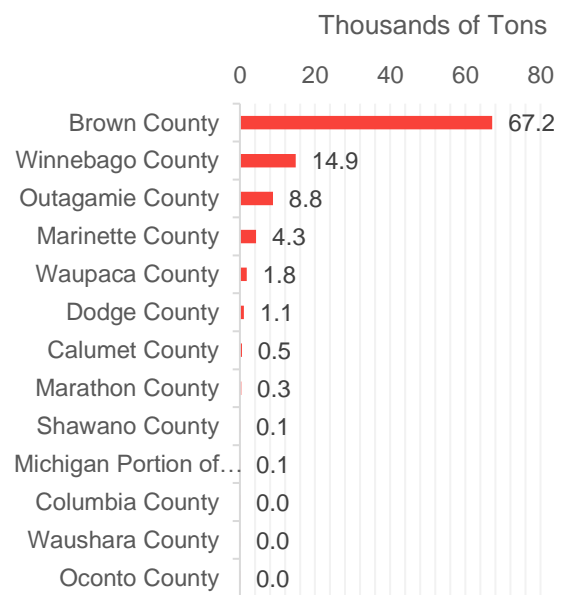 Thousands of Tons
0 20 40 60 80
Brown County 67.2
Winnebago County 14.9
Outagamie County 8.8
Marinette County 4.3
Waupaca County 1.8
Dodge County 1.1
Calumet County 0.5
Marathon County 0.3
Shawano County 0.1
Michigan Portion of… 0.1
Columbia County 0.0
Waushara County 0.0
Oconto County 0.0